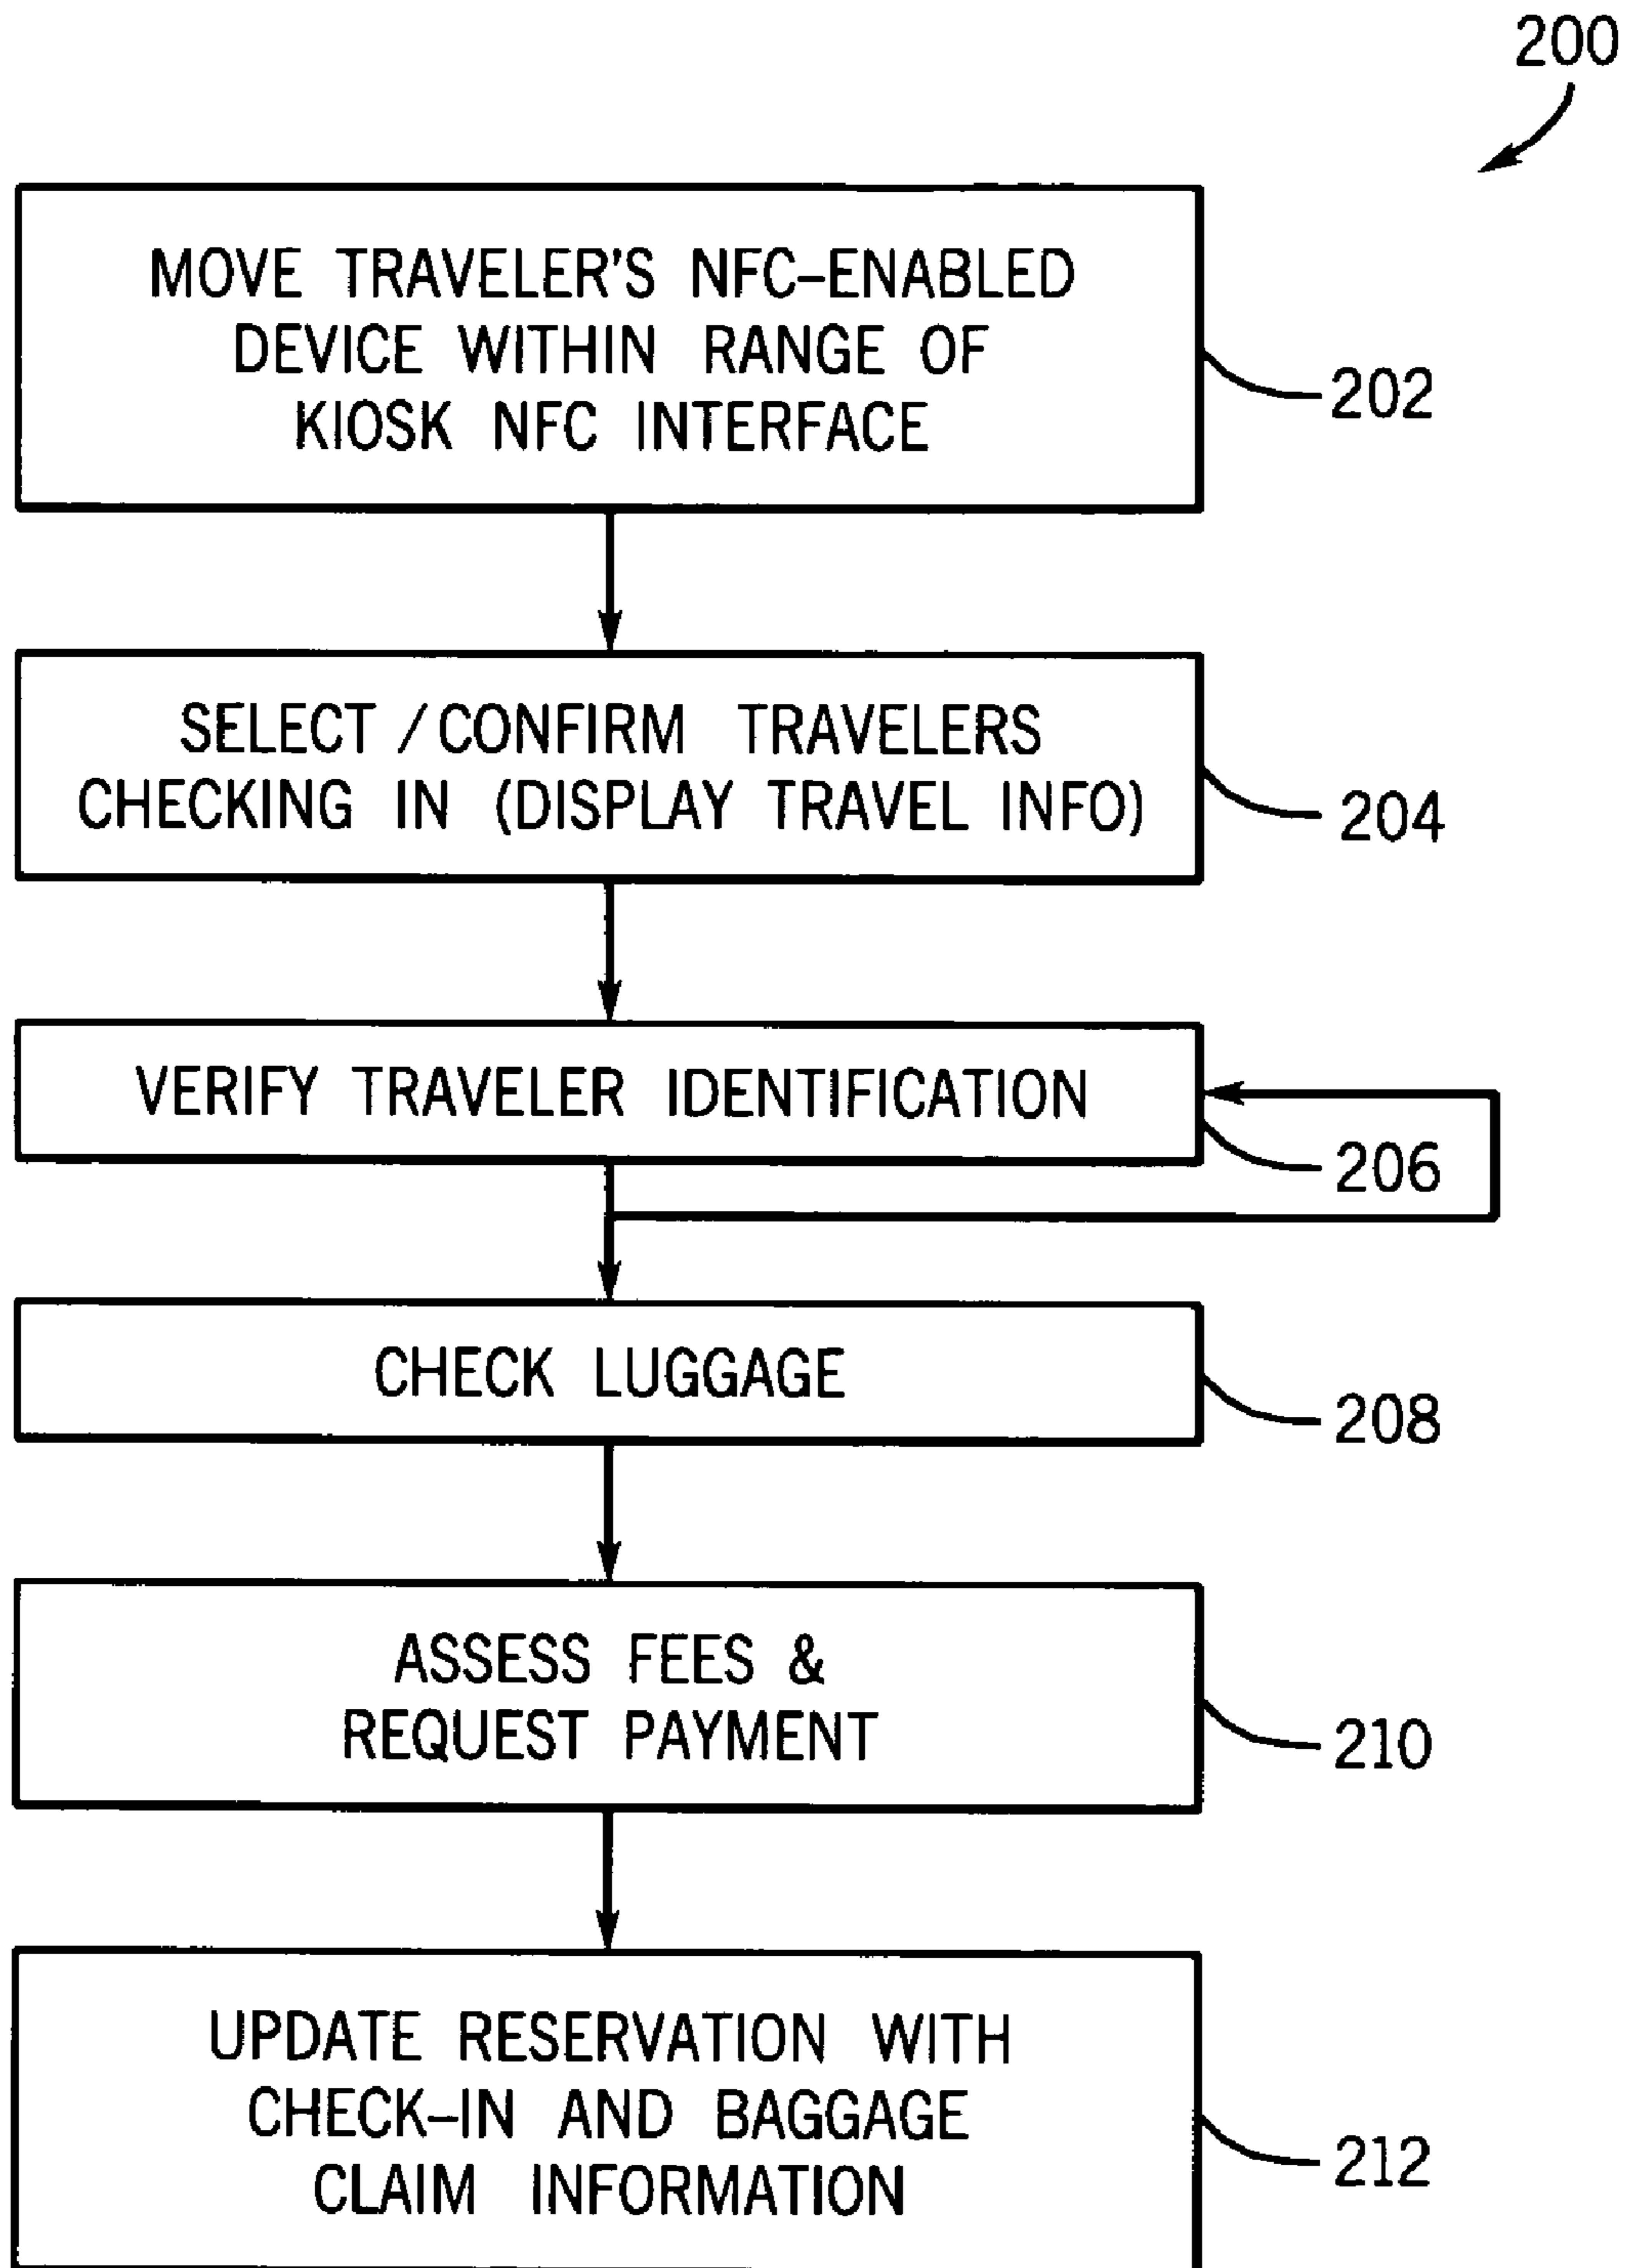 200
MOVE TRAVELER'S NFC-ENABLED
DEVICE WITHIN RANGE OF
KIOSK NFC INTERFACE
202
SELECT / CONFIRM TRAVELERS
CHECKING IN (DISPLAY TRAVEL INFO)
204
VERIFY TRAVELER IDENTIFICATION
206
CHECK LUGGAGE
208
ASSESS FEES &
REQUEST PAYMENT
210
UPDATE RESERVATION WITH
CHECK-IN AND BAGGAGE
CLAIM INFORMATION
212